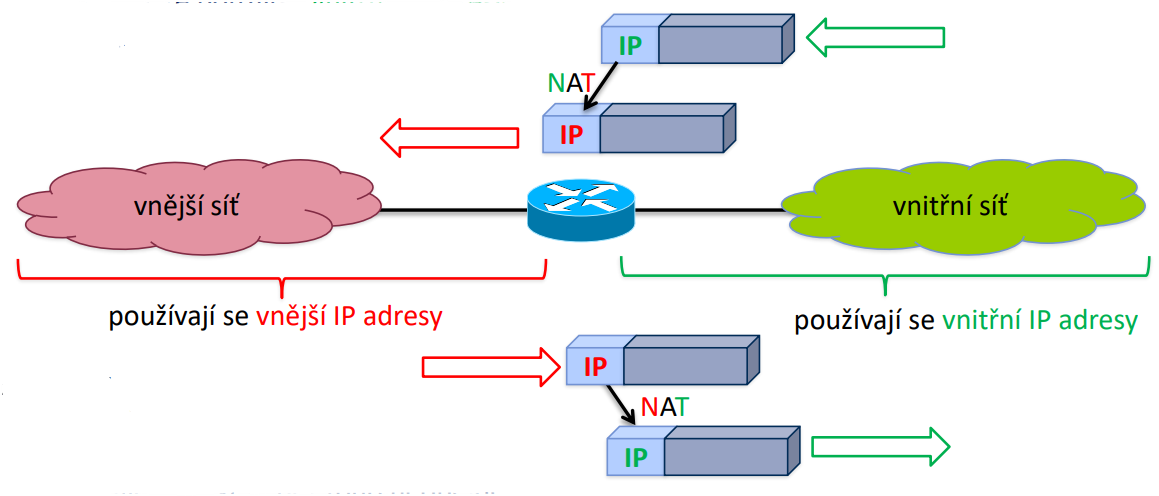 IP
NAT
IP
vnější síť
vnitřní síť
používají se vnější IP adresy
používají se vnitřní IP adresy
IP
NAT
IP